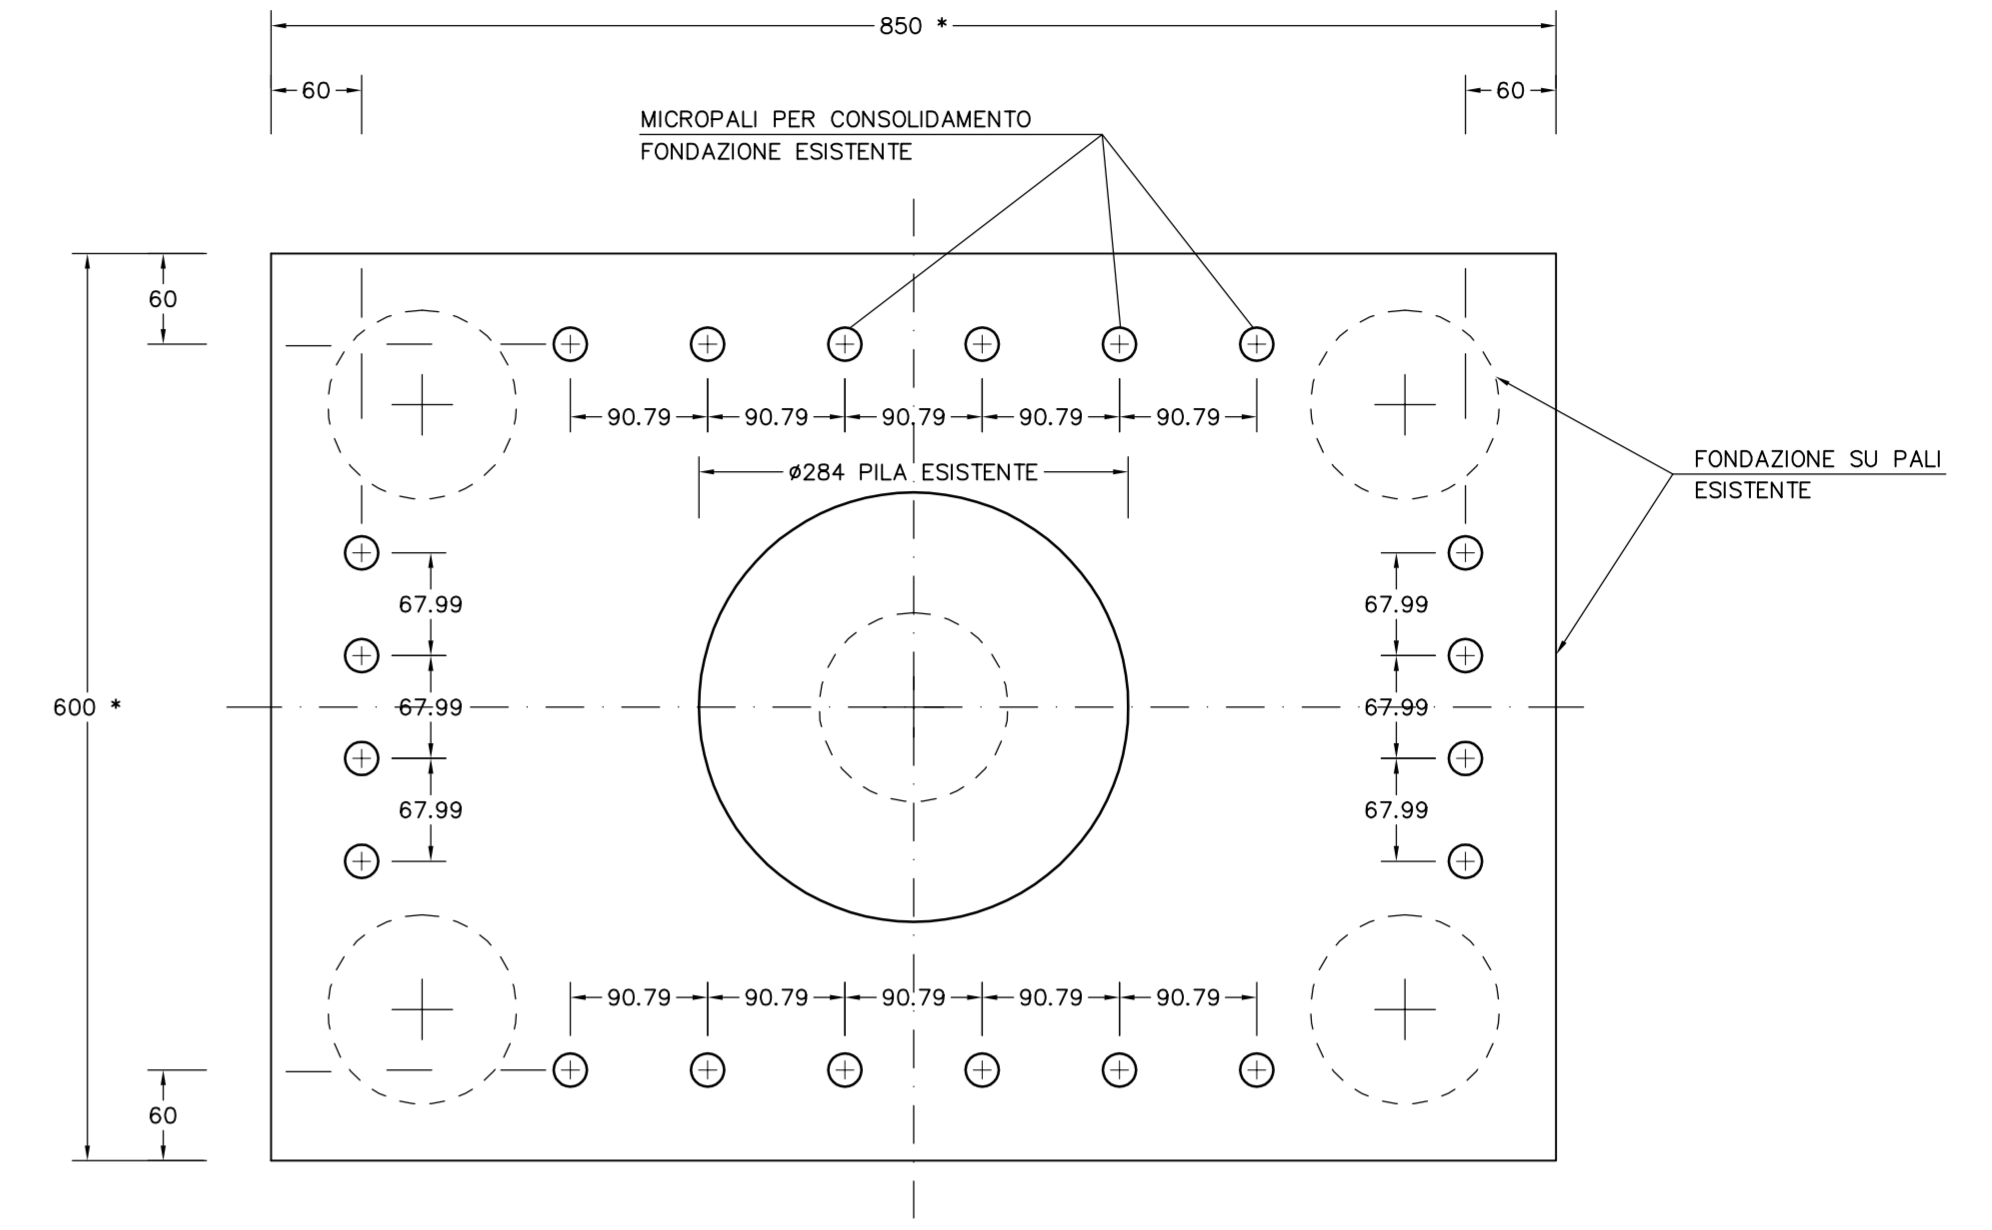 850 *
60
60
MICROPALI PER CONSOLIDAMENTO
FONDAZIONE ESISTENTE
60
90.79 90.79 90.79 90.79 90.79
ø284 PILA ESISTENTE
FONDAZIONE SU PALI
ESISTENTE
67.99
67.99
600 *
67.99
67.99
67.99
67.99
90.79 90.79 90.79 90.79 90.79
60